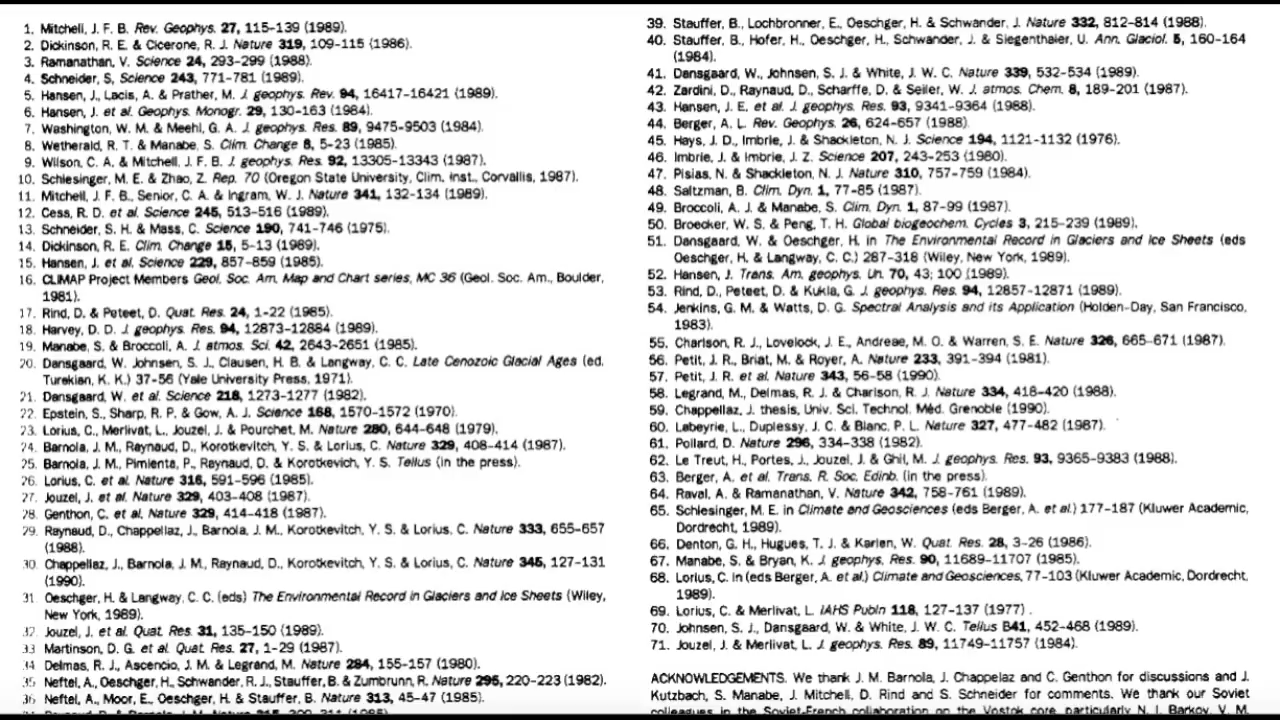 1. Mitchell, J. F. B. Rev. Geophys. 27, 115–139 (1989).
2. Dickinson, R. E. & Cicerone, R. J. Nature 319, 109–115 (1986).
3. Ramanathan, V. Science 24, 293–299 (1988).
4. Schneider, S, Science 243, 771–781 (1989).
5. Hansen, J., Lacis, A. & Prather, M. J. geophys. Rev. 94, 16417–16421 (1989).
6. Hansen, J. et al. Geophys. Monogr. 29, 130–163 (1984).
7. Washington, W. M. & Meehl, G. A. J. geophys. Res. 89, 9475–9503 (1984).
8. Wetherald, R. T. & Manabe, S. Clim. Change 8, 5–23 (1985).
9. Wilson, C. A. & Mitchell, J. F. B. J. geophys. Res. 92, 13305–13343 (1987).
10. Schlesinger, M. E. & Zhao, Z. Rep. 70 (Oregon State University, Clim. Inst., Corvallis, 1987).
11. Mitchell, J. F. B., Senior, C. A. & Ingram, W. J. Nature 341, 132–134 (1989).
12. Cess, R. D. et al. Science 245, 513–516 (1989).
13. Schneider, S. H. & Mass, C. Science 190, 741–746 (1975).
14. Dickinson, R. E. Clim. Change 15, 5–13 (1989).
15. Hansen, J. et al. Science 229, 857–859 (1985).
16. CLIMAP Project Members Geol. Soc. Am. Map and Chart series, MC 36 (Geol. Soc. Am., Boulder,
1981).
17. Rind, D. & Peteet, D. Quat. Res. 24, 1–22 (1985).
18. Harvey, D. D. J. geophys. Res. 94, 12873–12884 (1989).
19. Manabe, S. & Broccoli, A. J. atmos. Sci. 42, 2643–2651 (1985).
20. Dansgaard, W. Johnsen, S. J., Clausen, H. B. & Langway, C. C. Late Cenozoic Glacial Ages (ed.
Turekian, K. K.) 37–56 (Yale University Press, 1971).
21. Dansgaard, W. et al. Science 218, 1273–1277 (1982).
22. Epstein, S., Sharp, R. P. & Gow, A. J. Science 168, 1570–1572 (1970).
23. Lorius, C., Merlivat, L., Jouzel, J. & Pourchet, M. Nature 280, 644–648 (1979).
24. Barnola, J. M., Raynaud, D., Korotkevitch, Y. S. & Lorius, C. Nature 329, 408–414 (1987).
25. Barnola, J. M., Pimienta, P., Raynaud, D. & Korotkevich, Y. S. Tellus (in the press).
26. Lorius, C. et al. Nature 316, 591–596 (1985).
27. Jouzel, J. et al. Nature 329, 403–408 (1987).
28. Genthon, C. et al. Nature 329, 414–418 (1987).
29. Raynaud, D., Chappellaz, J., Barnola, J. M., Korotkevitch, Y. S. & Lorius, C. Nature 333, 655–657
(1988).
30. Chappellaz, J., Barnola, J. M., Raynaud, D., Korotkevitch, Y. S. & Lorius, C. Nature 345, 127–131
(1990).
31. Oeschger, H. & Langway, C. C. (eds) The Environmental Record in Glaciers and Ice Sheets (Wiley,
New York, 1989).
32. Jouzel, J. et al. Quat. Res. 31, 135–150 (1989).
33. Martinson, D. G. et al. Quat. Res. 27, 1–29 (1987).
34. Delmas, R. J., Ascencio, J. M. & Legrand, M. Nature 284, 155–157 (1980).
35. Neftel, A., Oeschger, H., Schwander, R. J., Stauffer, B. & Zumbrunn, R. Nature 295, 220–223 (1982).
36. Neftel, A., Moor, E., Oeschger, H. & Stauffer, B. Nature 313, 45–47 (1985).
39. Stauffer, B., Lochbronner, E., Oeschger, H. & Schwander, J. Nature 332, 812–814 (1988).
40. Stauffer, B., Hofer, H., Oeschger, H., Schwander, J. & Siegenthaler, U. Ann. Glaciol. 5, 160–164
(1984).
41. Dansgaard, W., Johnsen, S. J. & White, J. W. C. Nature 339, 532–534 (1989).
42. Zardini, D., Raynaud, D., Scharffe, D. & Seiler, W. J. atmos. Chem. 8, 189–201 (1987).
43. Hansen, J. E. et al. J. geophys. Res. 93, 9341–9364 (1988).
44. Berger, A. L. Rev. Geophys. 26, 624–657 (1988).
45. Hays, J. D., Imbrie, J. & Shackleton, N. J. Science 194, 1121–1132 (1976).
46. Imbrie, J. & Imbrie, J. Z. Science 207, 243–253 (1980).
47. Pisias, N. & Shackleton, N. J. Nature 310, 757–759 (1984).
48. Saltzman, B. Clim. Dyn. 1, 77–85 (1987).
49. Broccoli, A. J. & Manabe, S. Clim. Dyn. 1, 87–99 (1987).
50. Broecker, W. S. & Peng, T. H. Global biogeochem. Cycles 3, 215–239 (1989).
51. Dansgaard, W. & Oeschger, H. in The Environmental Record in Glaciers and Ice Sheets (eds
Oeschger, H. & Langway, C. C.) 287–318 (Wiley, New York, 1989).
52. Hansen, J. Trans. Am. geophys. Un. 70, 43; 100 (1989).
53. Rind, D., Peteet, D. & Kukla, G. J. geophys. Res. 94, 12857–12871 (1989).
54. Jenkins, G. M. & Watts, D. G. Spectral Analysis and its Application (Holden-Day, San Francisco,
1983).
55. Charlson, R. J., Lovelock, J. E., Andreae, M. O. & Warren, S. E. Nature 326, 665–671 (1987).
56. Petit, J. R., Briat, M. & Royer, A. Nature 233, 391–394 (1981).
57. Petit, J. R. et al. Nature 343, 56–58 (1990).
58. Legrand, M., Delmas, R. J. & Charlson, R. J. Nature 334, 418–420 (1988).
59. Chappellaz, J. thesis, Univ. Sci. Technol. Méd. Grenoble (1990).
60. Labeyrie, L., Duplessy, J. C. & Blanc, P. L. Nature 327, 477–482 (1987).
61. Pollard, D. Nature 296, 334–338 (1982).
62. Le Treut, H., Portes, J., Jouzel, J. & Ghil, M. J. geophys. Res. 93, 9365–9383 (1988).
63. Berger, A. et al. Trans. R. Soc. Edinb. (in the press).
64. Raval, A. & Ramanathan, V. Nature 342, 758–761 (1989).
65. Schlesinger, M. E. in Climate and Geosciences (eds Berger, A. et al.) 177–187 (Kluwer Academic,
Dordrecht, 1989).
66. Denton, G. H., Hugues, T. J. & Karlen, W. Quat. Res. 28, 3–26 (1986).
67. Manabe, S. & Bryan, K. J. geophys. Res. 90, 11689–11707 (1985).
68. Lorius, C. in (eds Berger, A. et al.) Climate and Geosciences, 77–103 (Kluwer Academic, Dordrecht,
1989).
69. Lorius, C. & Merlivat, L. IAHS Publn 118, 127–137 (1977).
70. Johnsen, S. J., Dansgaard, W. & White, J. W. C. Tellus B41, 452–468 (1989).
71. Jouzel, J. & Merlivat, L. J. geophys. Res. 89, 11749–11757 (1984).
ACKNOWLEDGEMENTS. We thank J. M. Barnola, J. Chappelaz and C. Genthon for discussions and J.
Kutzbach, S. Manabe, J. Mitchell, D. Rind and S. Schneider for comments. We thank our Soviet
colleagues in the Soviet-French collaboration on the Vostok core, particularly N. I. Barkov, V. M.